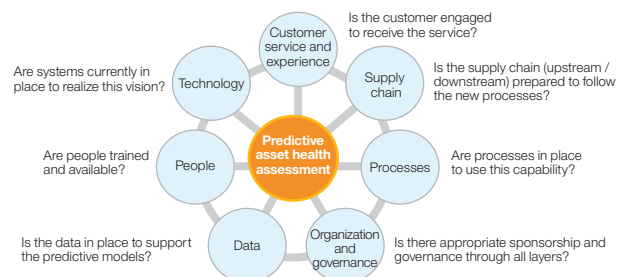 Customer
service and
experience
Is the customer engaged
to receive the service?
Supply
chain
Is the supply chain (upstream /
downstream) prepared to follow
the new processes?
Processes
Are processes in place
to use this capability?
Organization
and
governance
Is there appropriate sponsorship and
governance through all layers?
Data
Is the data in place to support
the predictive models?
People
Are people trained
and available?
Technology
Are systems currently in
place to realize this vision?
Predictive
asset health
assessment